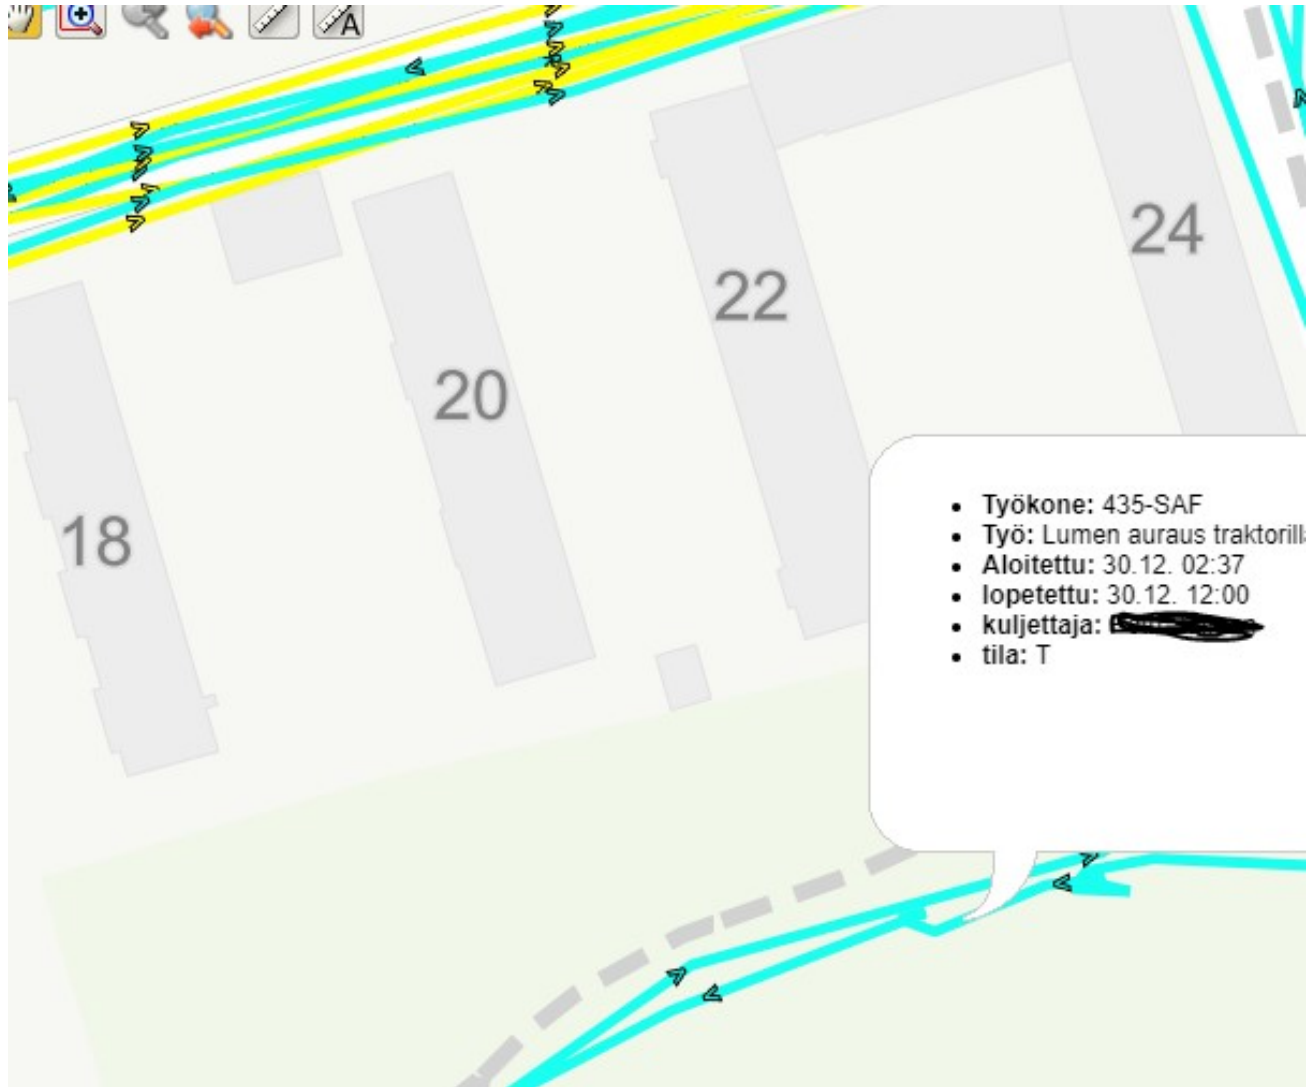 A
24
22
20
18
Työkone: 435-SAF
Työ: Lumen auraus
Aloitettu: 30.12. 02:37
lopetettu: 30.12. 12:00
kuljettaja:
tila: T